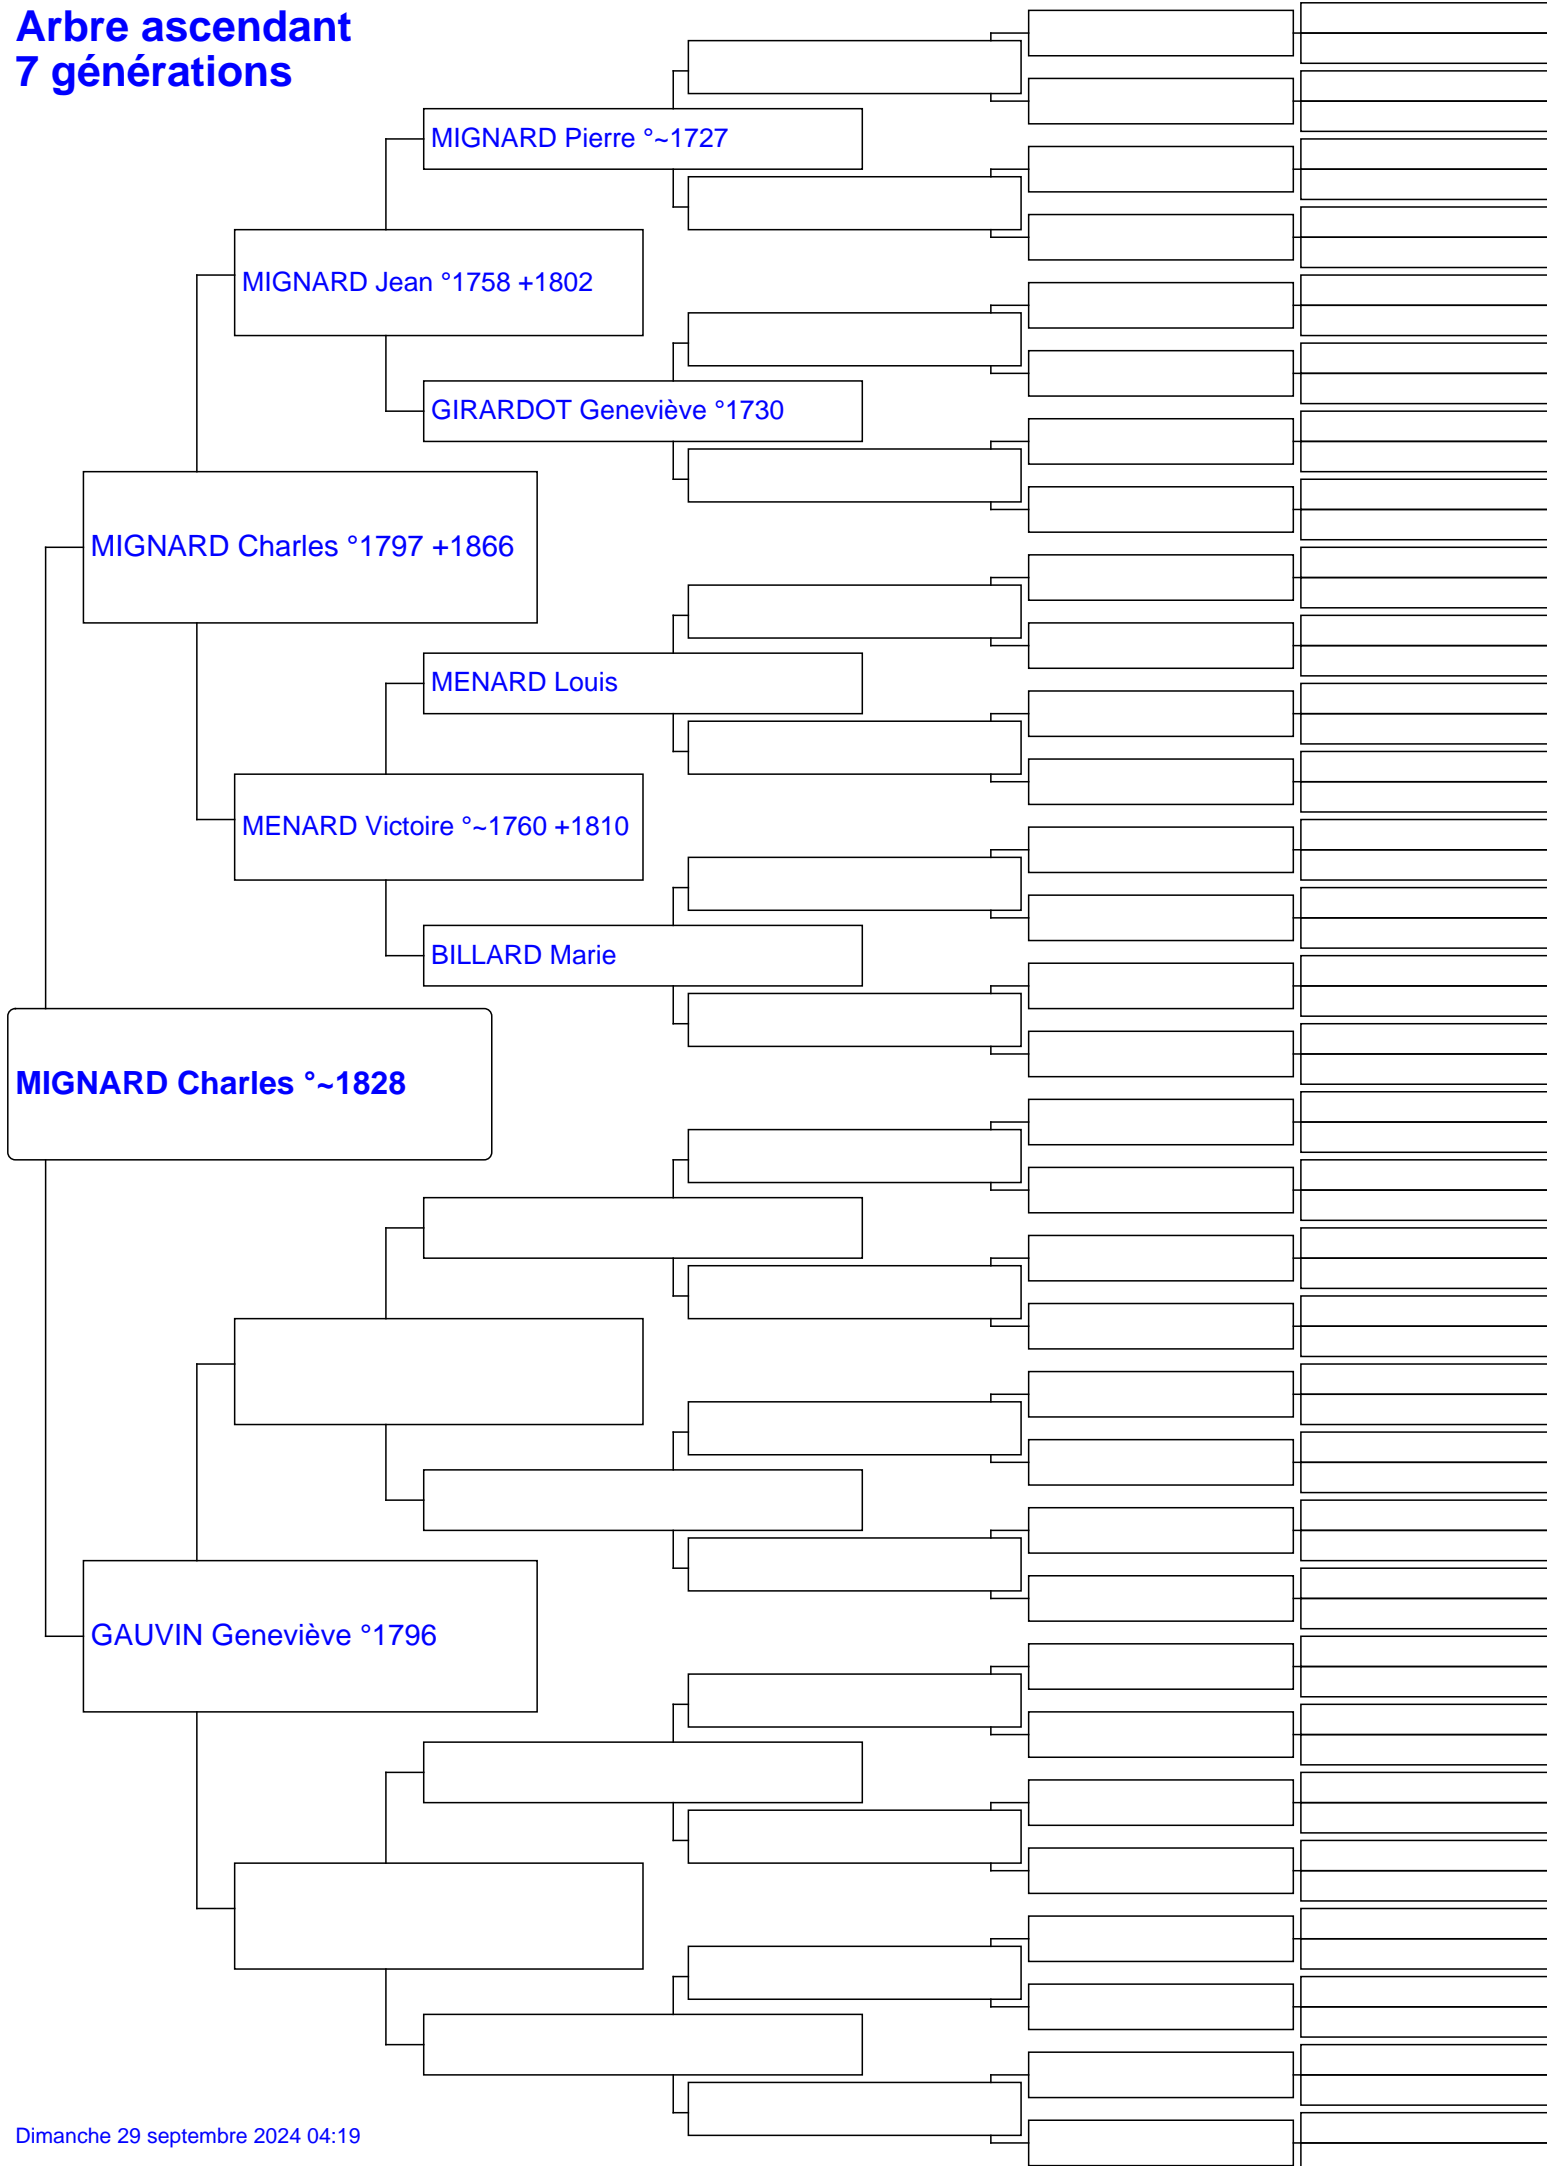 Arbre ascendant
7 générations
MIGNARD Pierre °~1727
MIGNARD Jean °1758 +1802
GIRARDOT Geneviève °1730
MIGNARD Charles °1797 +1866
MENARD Louis
MENARD Victoire °~1760 +1810
BILLARD Marie
MIGNARD Charles °~1828
GAUVIN Geneviève °1796
Dimanche 29 septembre 2024 04:19